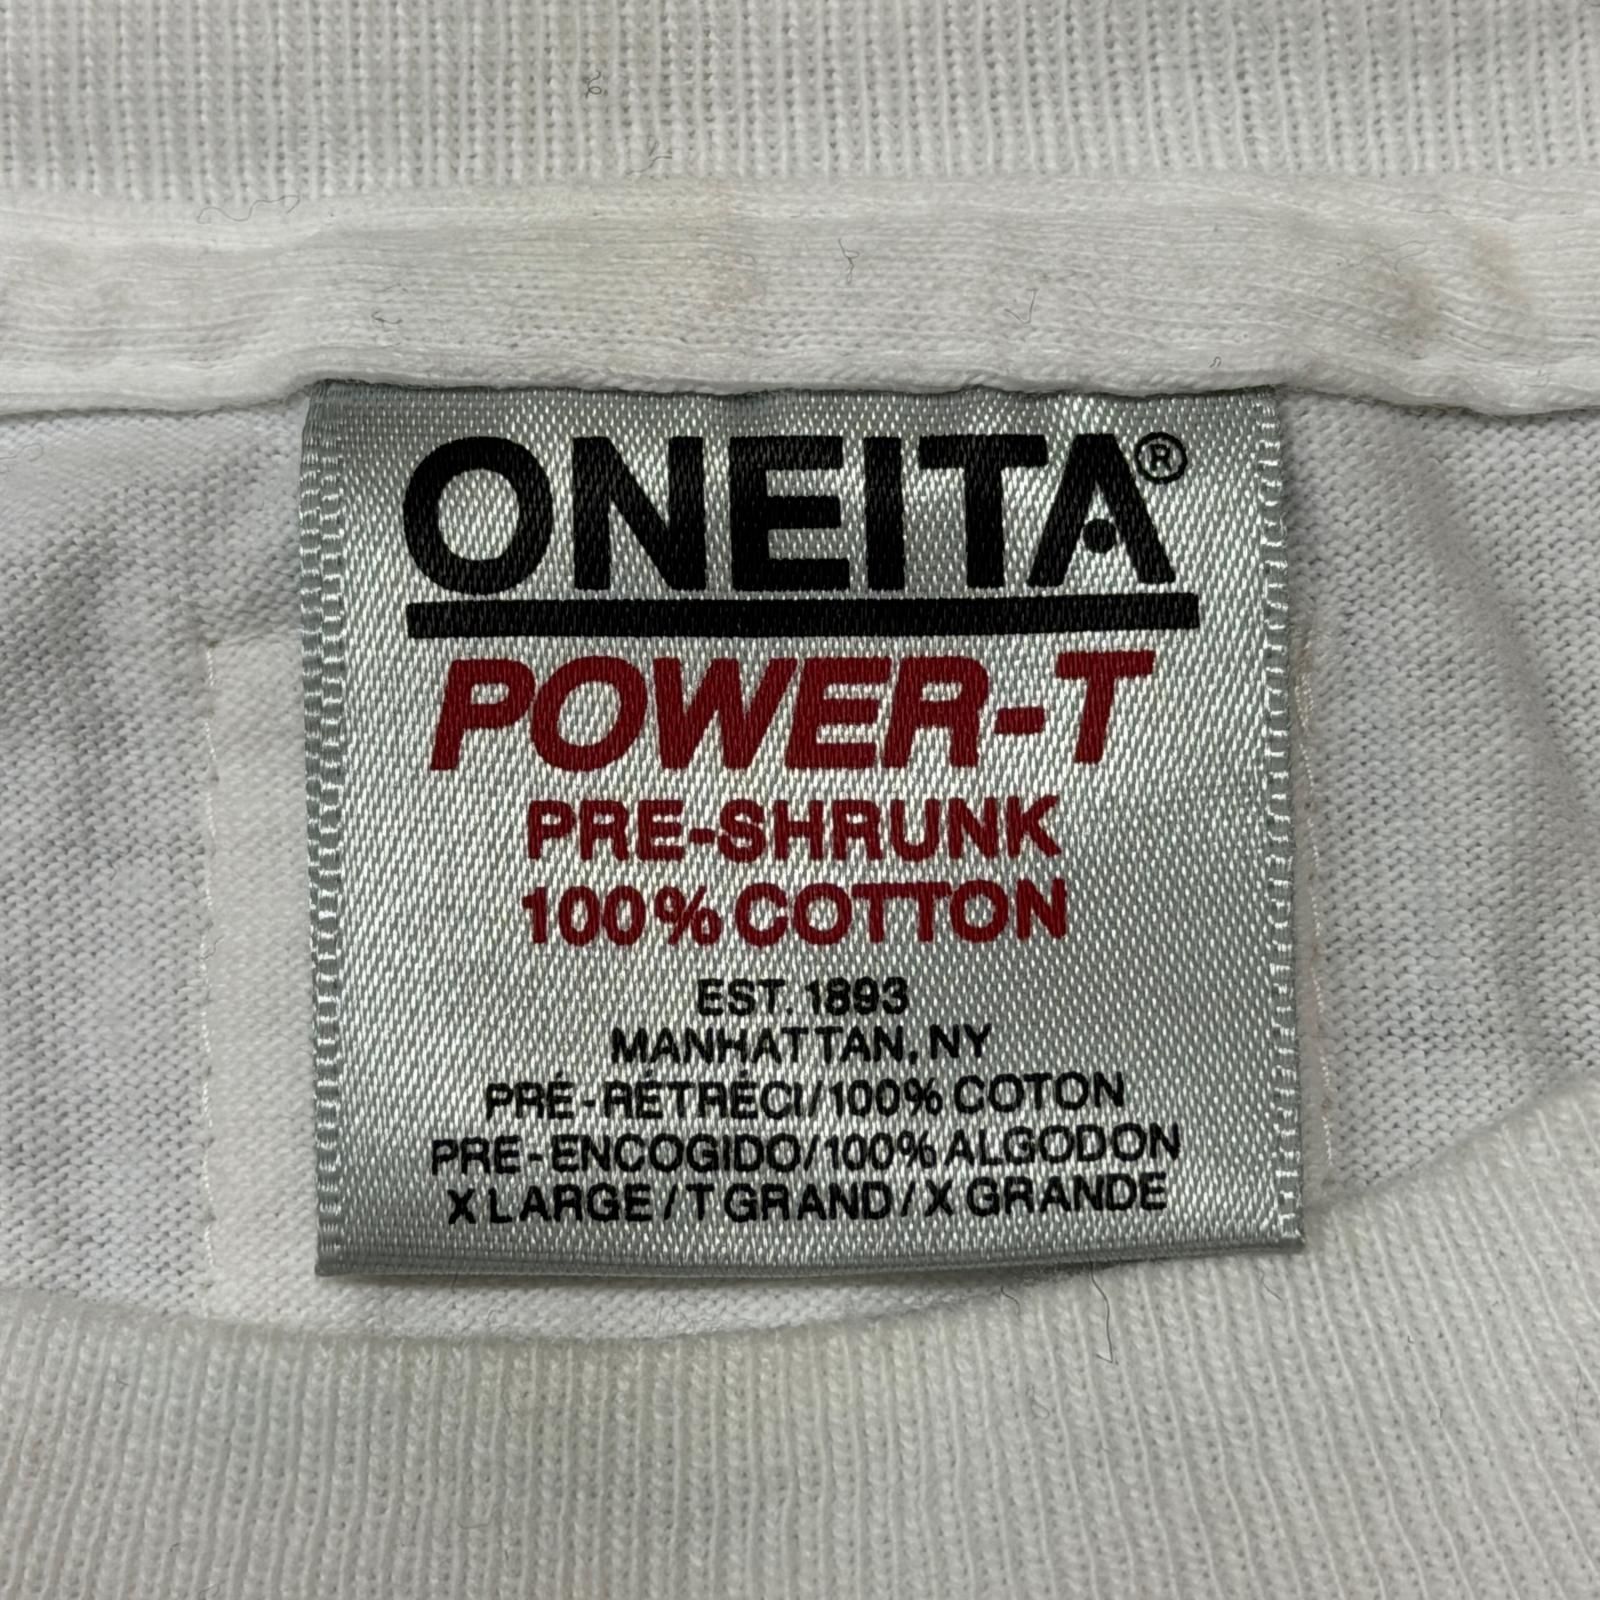 ONEITA®
POWER-T
PRE-SHRUNK
100% COTTON
EST. 1893
MANHATTAN, NY
PRÉ-RÉTRÉCI/100% COTON
PRE-ENCOGIDO/100% ALGODON
X LARGE/T GRAND/X GRANDE